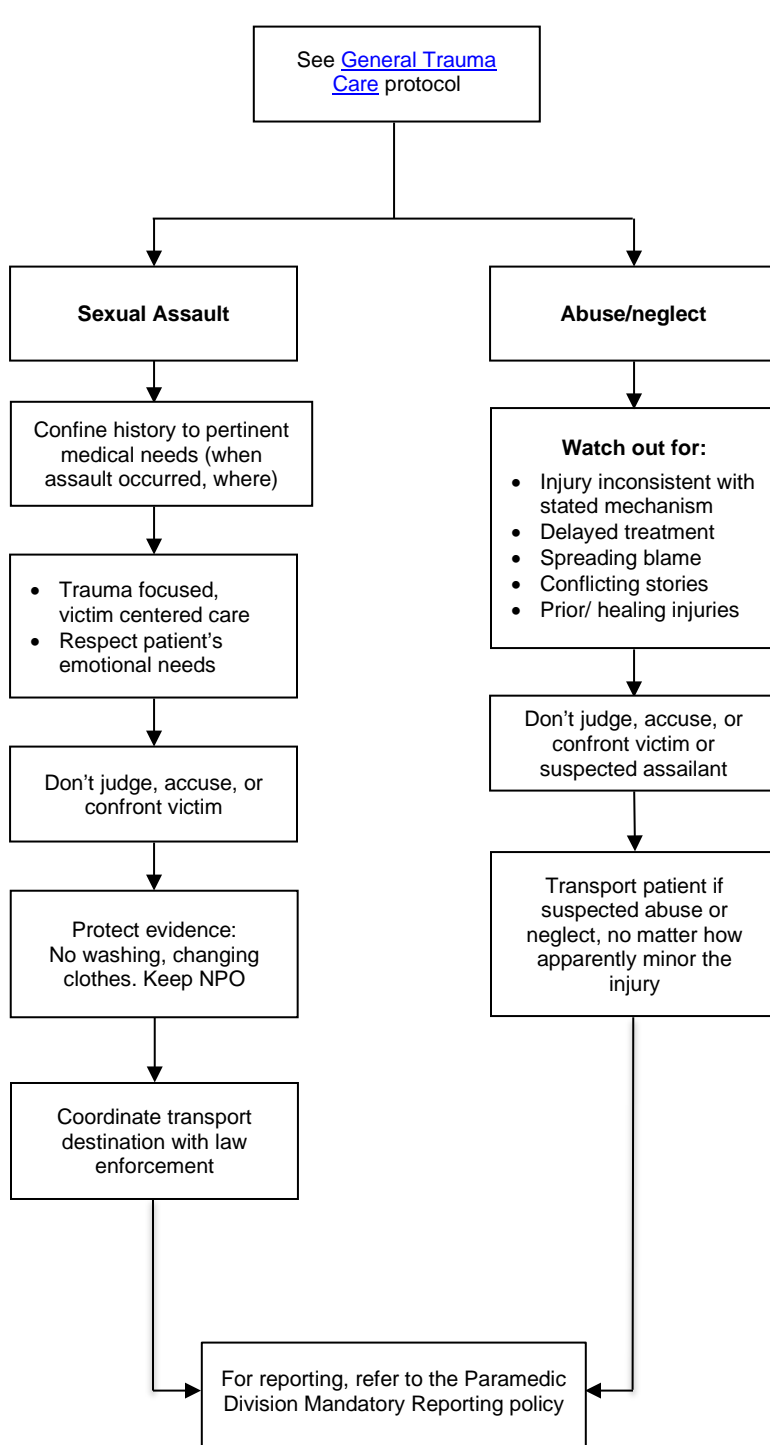 See General Trauma
Care protocol
Sexual Assault
Confine history to pertinent
medical needs (when
assault occurred, where)
• Trauma focused,
victim centered care
• Respect patient's
emotional needs
Don't judge, accuse, or
confront victim
Protect evidence:
No washing, changing
clothes. Keep NPO
Coordinate transport
destination with law
enforcement
Abuse/neglect
Watch out for:
• Injury inconsistent with
stated mechanism
• Delayed treatment
• Spreading blame
• Conflicting stories
• Prior/ healing injuries
Don't judge, accuse, or
confront victim or
suspected assailant
Transport patient if
suspected abuse or
neglect, no matter how
apparently minor the
injury
For reporting, refer to the Paramedic
Division Mandatory Reporting policy